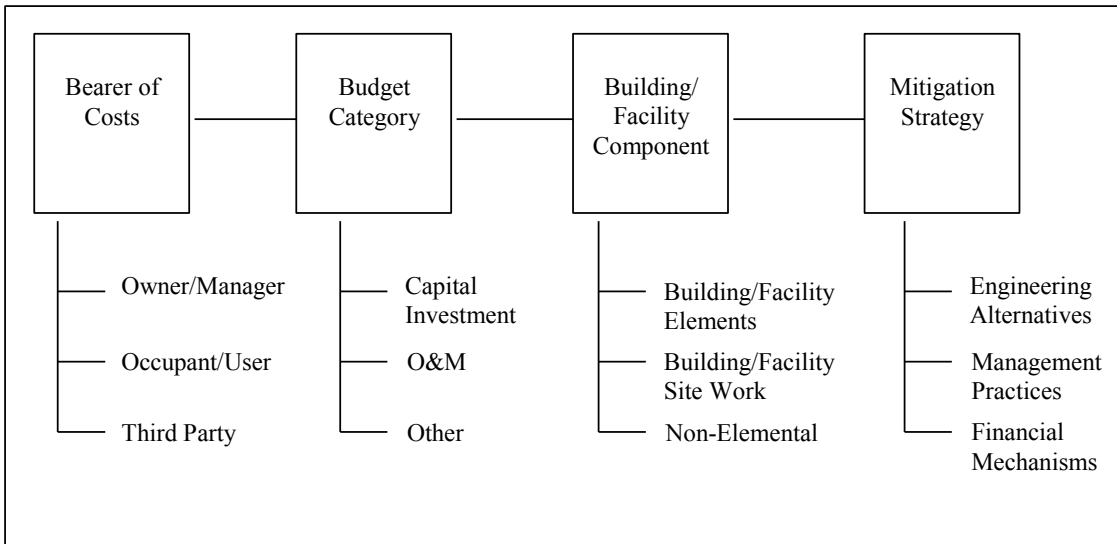 Bearer of
Costs
Budget
Category
Building/
Facility
Component
Mitigation
Strategy
Owner/Manager
Occupant/User
Third Party
Capital
Investment
O&M
Other
Building/Facility
Elements
Building/Facility
Site Work
Non-Elemental
Engineering
Alternatives
Management
Practices
Financial
Mechanisms